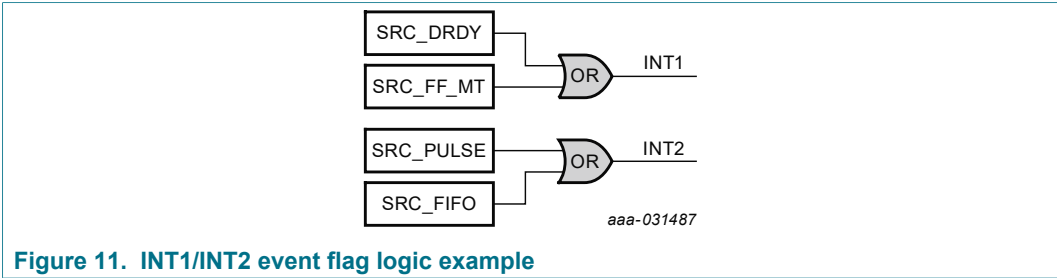 SRC_DRDY
SRC_FF_MT
OR
INT1
SRC_PULSE
SRC_FIFO
OR
INT2
aaa-031487
Figure 11. INT1/INT2 event flag logic example